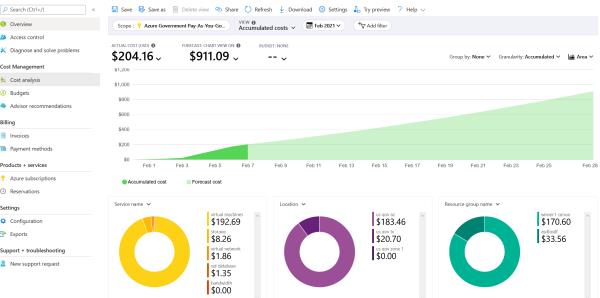 Search (Ctrl+/)
Save
Save as
Delete view
Share
Refresh
Download
Settings
Try preview
Help
Overview
Access control
Diagnose and solve problems
Cost Management
Cost analysis
Budgets
Advisor recommendations
Billing
Invoices
Payment methods
Products + services
Azure subscriptions
Reservations
Settings
Configuration
Exports
Support + troubleshooting
New support request
Scope : Azure Government Pay-As-You-Go...
VIEW
Accumulated costs
Feb 2021
Add filter
ACTUAL COST (USD)
$204.16
FORECAST: CHART VIEW ON
$911.09
BUDGET: NONE
--
Group by: None
Granularity: Accumulated
Area
$1,200
$1,000
$800
$600
$400
$200
$0
Feb 1
Feb 3
Feb 5
Feb 7
Feb 9
Feb 11
Feb 13
Feb 15
Feb 17
Feb 19
Feb 21
Feb 23
Feb 25
Feb 28
Accumulated cost
Forecast cost
Service name
virtual machines
$192.69
storage
$8.26
virtual network
$1.86
sql database
$1.35
bandwidth
$0.00
Location
us gov az
$183.46
us gov tx
$20.70
us gov zone 1
$0.00
Resource group name
$170.60
$33.56